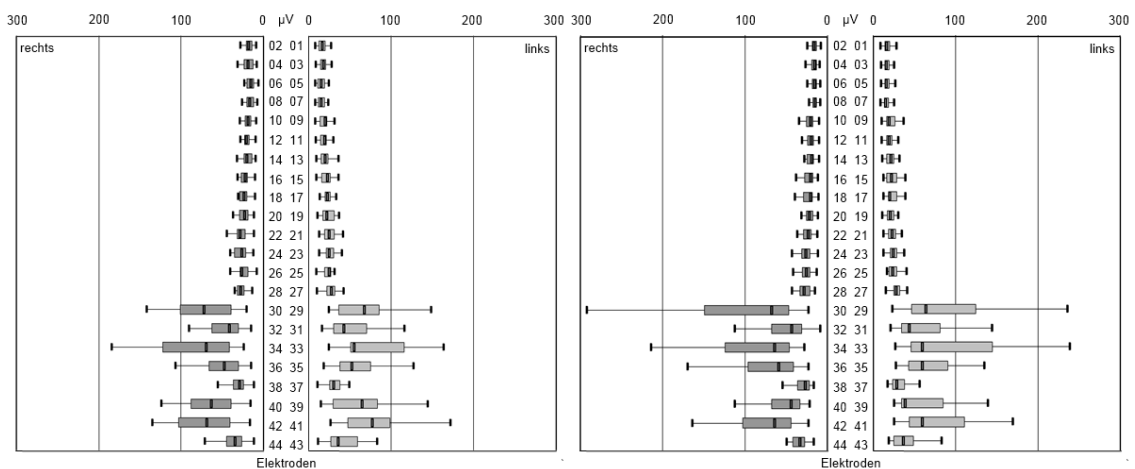 300 200 100 0 µV 0 100 200 300 300 200 100 0 µV 0 100 200 300
rechts links rechts links
02 01 02 01
04 03 04 03
06 05 06 05
08 07 08 07
10 09 10 09
12 11 12 11
14 13 14 13
16 15 16 15
18 17 18 17
20 19 20 19
22 21 22 21
24 23 24 23
26 25 26 25
28 27 28 27
30 29 30 29
32 31 32 31
34 33 34 33
36 35 36 35
38 37 38 37
40 39 40 39
42 41 42 41
44 43 44 43
Elektroden Elektroden